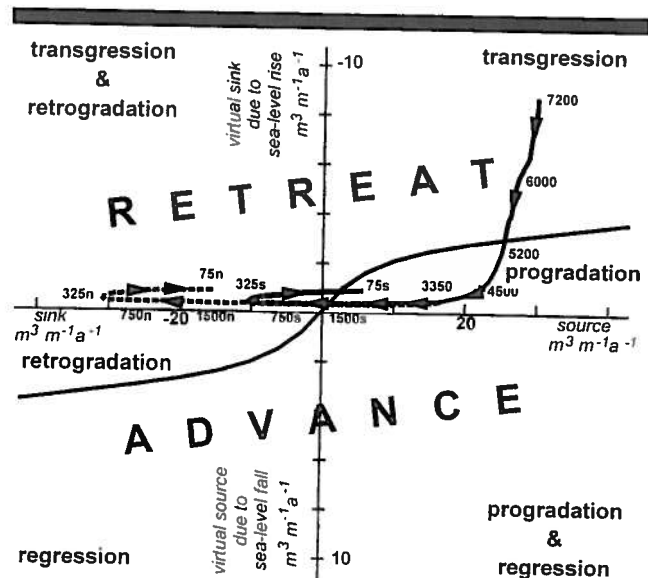 transgression
&
retrogradation
virtual sink
due to
sea-level rise
m³ m⁻¹a⁻¹
-10
transgression
7200
6000
RETREAT
5200
progradation
325n
75n
325s
75s
3350
4500
sink
m³ m⁻¹a⁻¹
750n
-20
1500n
750s
1500s
20
source
m³ m⁻¹a⁻¹
retrogradation
ADVANCE
virtual source
due to
sea-level fall
m³ m⁻¹a⁻¹
10
regression
progradation
&
regression